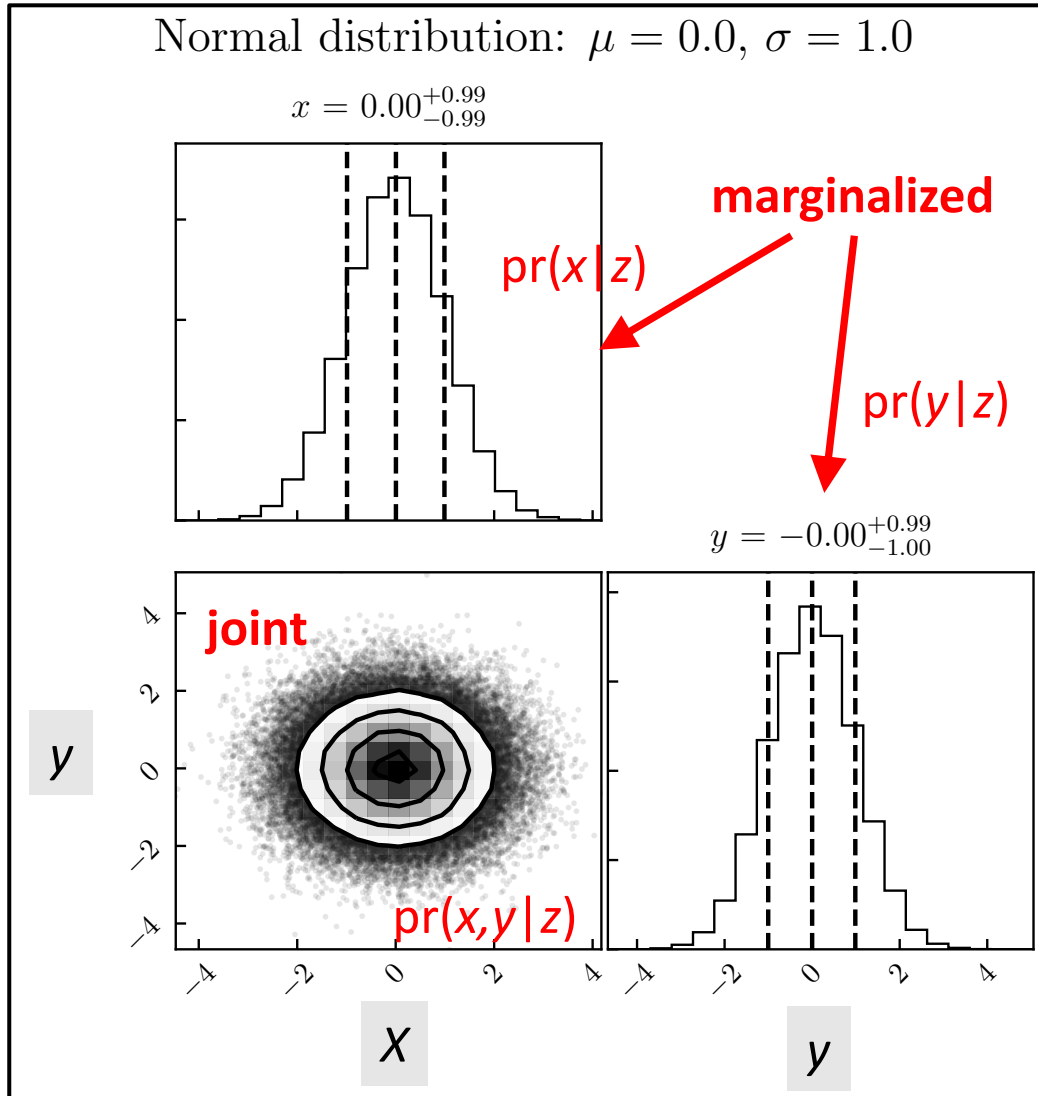 Normal distribution: μ = 0.0, σ = 1.0
x = 0.00^{+0.99}_{-0.99}
marginalized
pr(x|z)
pr(y|z)
y = −0.00^{+0.99}_{-1.00}
joint
4
2
y
0
−2
−4
pr(x,y|z)
−4 −2 0 2 4
−4 −2 0 2 4
X
y